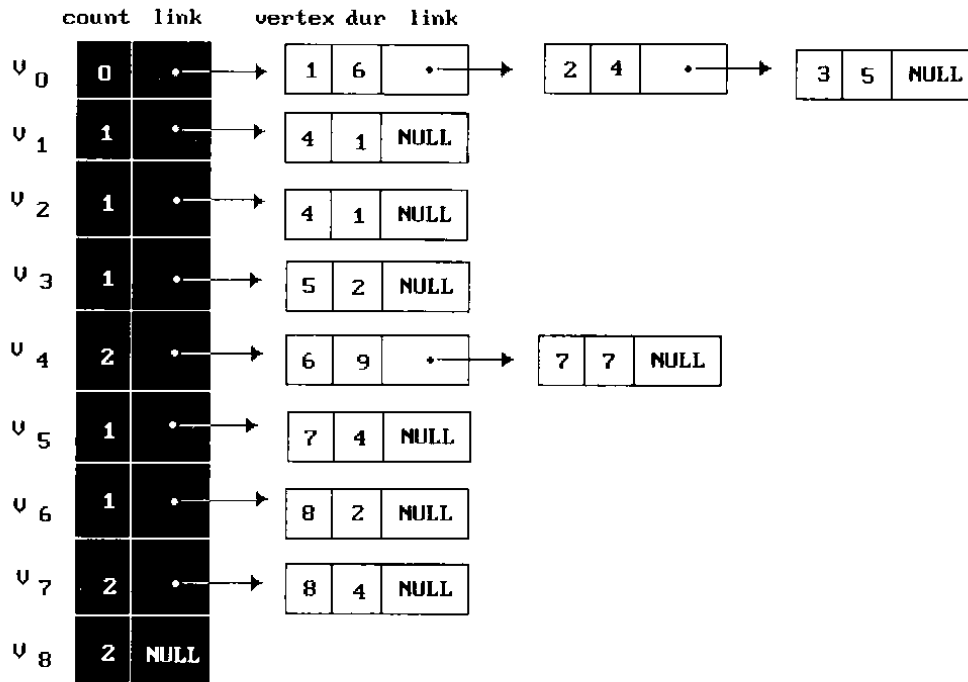 count link vertex dur link
V0 0 1 6 2 4 3 5 NULL
V1 1 4 1 NULL
V2 1 4 1 NULL
V3 1 5 2 NULL
V4 2 6 9 7 7 NULL
V5 1 7 4 NULL
V6 1 8 2 NULL
V7 2 8 4 NULL
V8 2 NULL